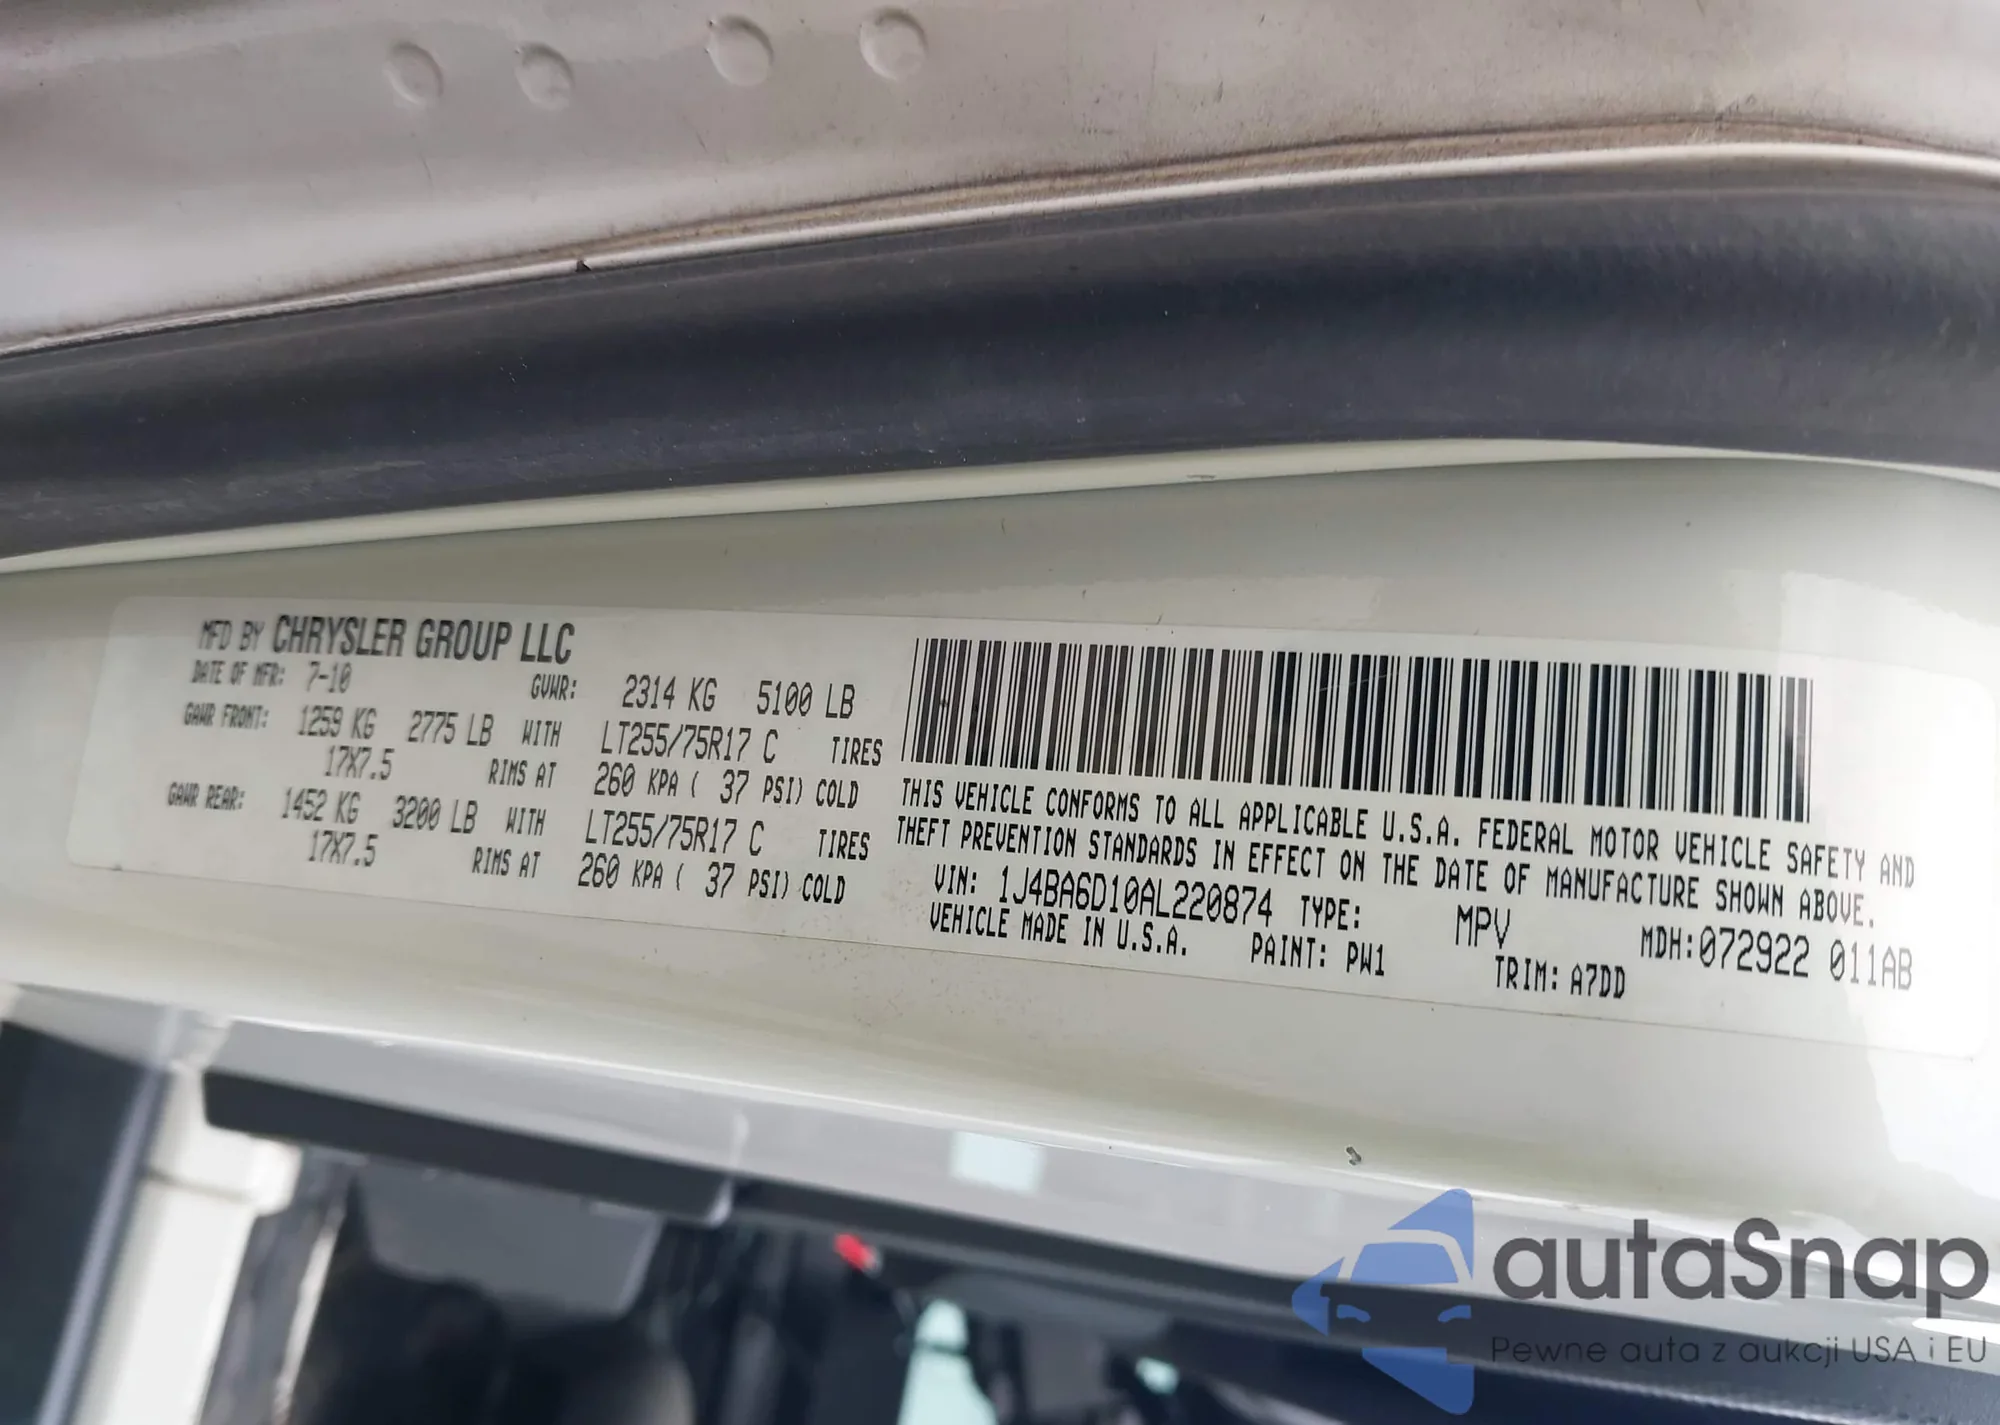 MFD BY CHRYSLER GROUP LLC
DATE OF MFR: 7-10 GVWR: 2314 KG 5100 LB
GAWR FRONT: 1259 KG 2775 LB WITH LT255/75R17 C TIRES
17X7.5 RIMS AT 260 KPA ( 37 PSI) COLD
GAWR REAR: 1452 KG 3200 LB WITH LT255/75R17 C TIRES
17X7.5 RIMS AT 260 KPA ( 37 PSI) COLD
THIS VEHICLE CONFORMS TO ALL APPLICABLE U.S.A. FEDERAL MOTOR VEHICLE SAFETY AND
THEFT PREVENTION STANDARDS IN EFFECT ON THE DATE OF MANUFACTURE SHOWN ABOVE.
VIN: 1J4BA6D10AL220874 TYPE: MPV MDH:072922 011AB
VEHICLE MADE IN U.S.A. PAINT: PW1 TRIM: A7DD
autaSnap
Pewne auta z aukcji USA i EU